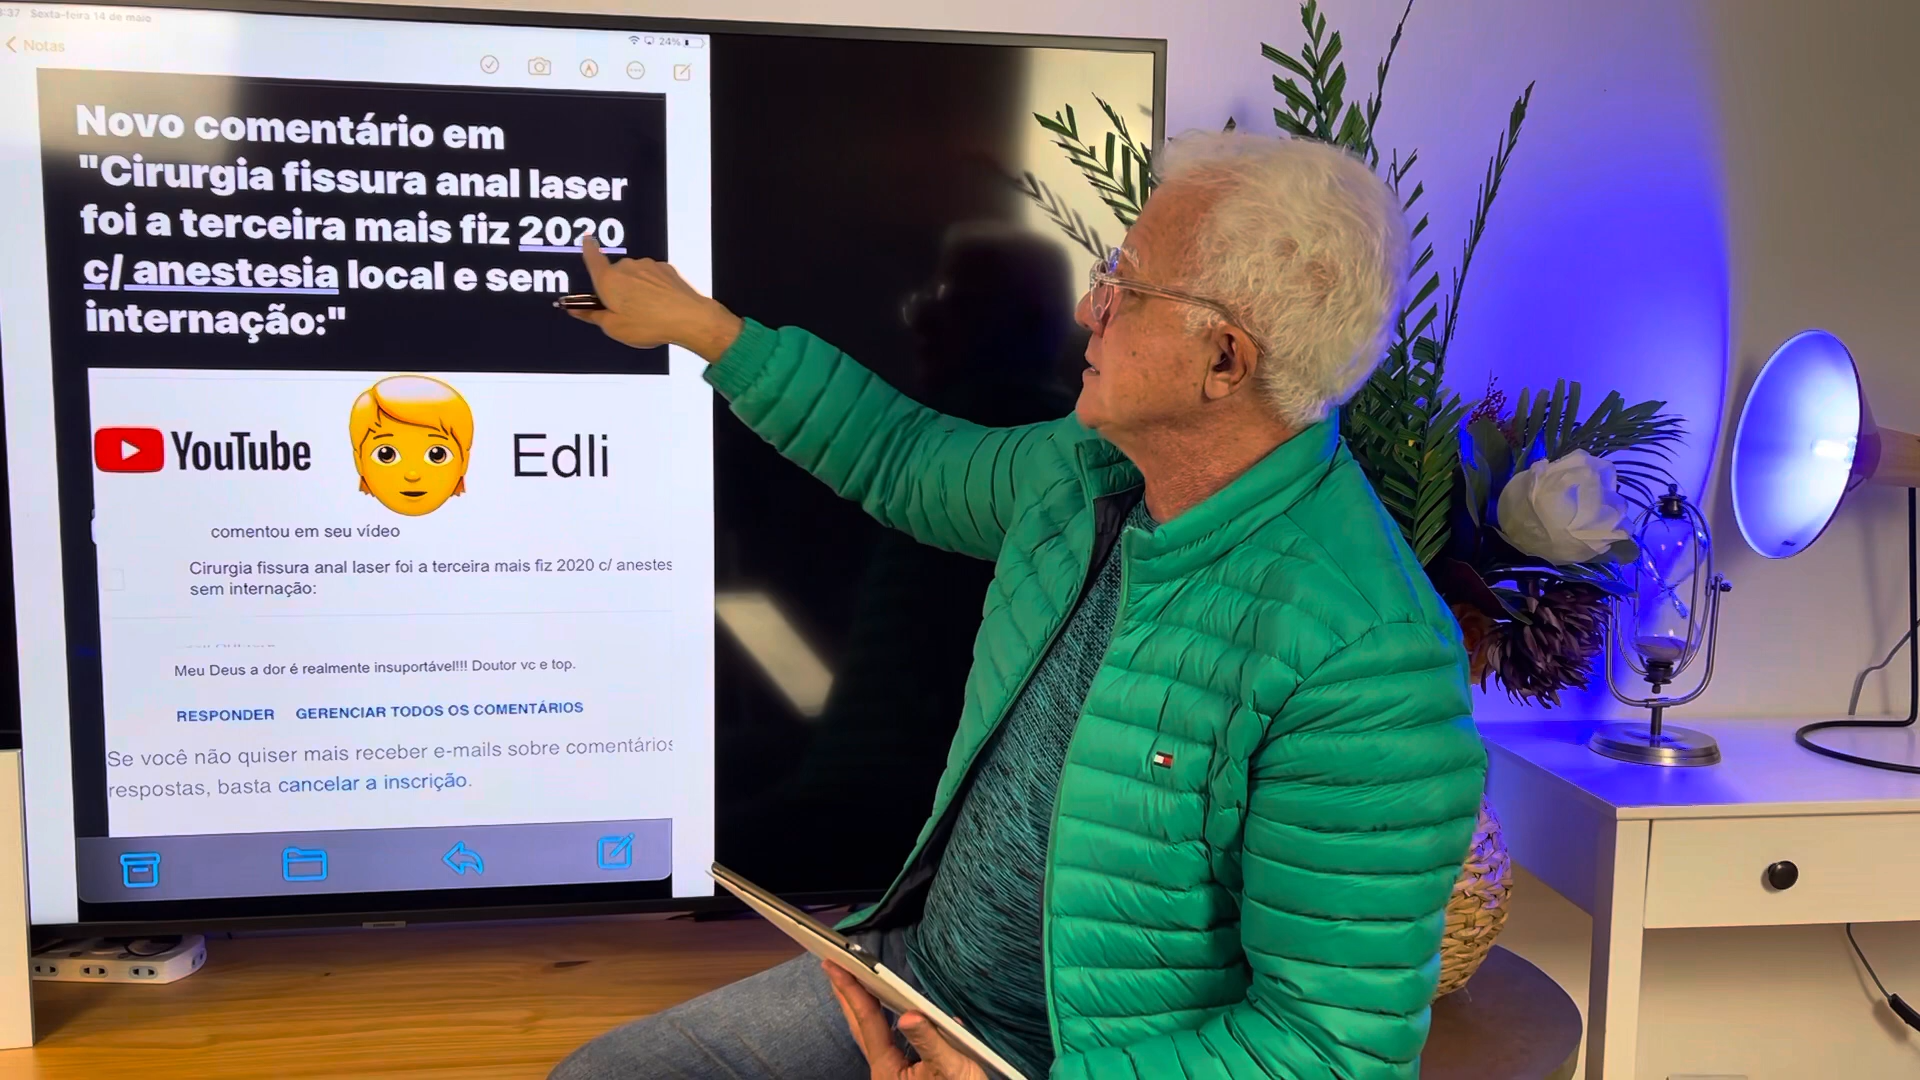 :37 Sexta-feira 14 de maio
24%
Notas
Novo comentário em
"Cirurgia fissura anal laser
foi a terceira mais fiz 2020
c/ anestesia local e sem
internação:"
YouTube
Edli
comentou em seu vídeo
Cirurgia fissura anal laser foi a terceira mais fiz 2020 c/ anestes
sem internação:
Meu Deus a dor é realmente insuportável!!! Doutor vc e top.
RESPONDER GERENCIAR TODOS OS COMENTÁRIOS
Se você não quiser mais receber e-mails sobre comentários
respostas, basta cancelar a inscrição.